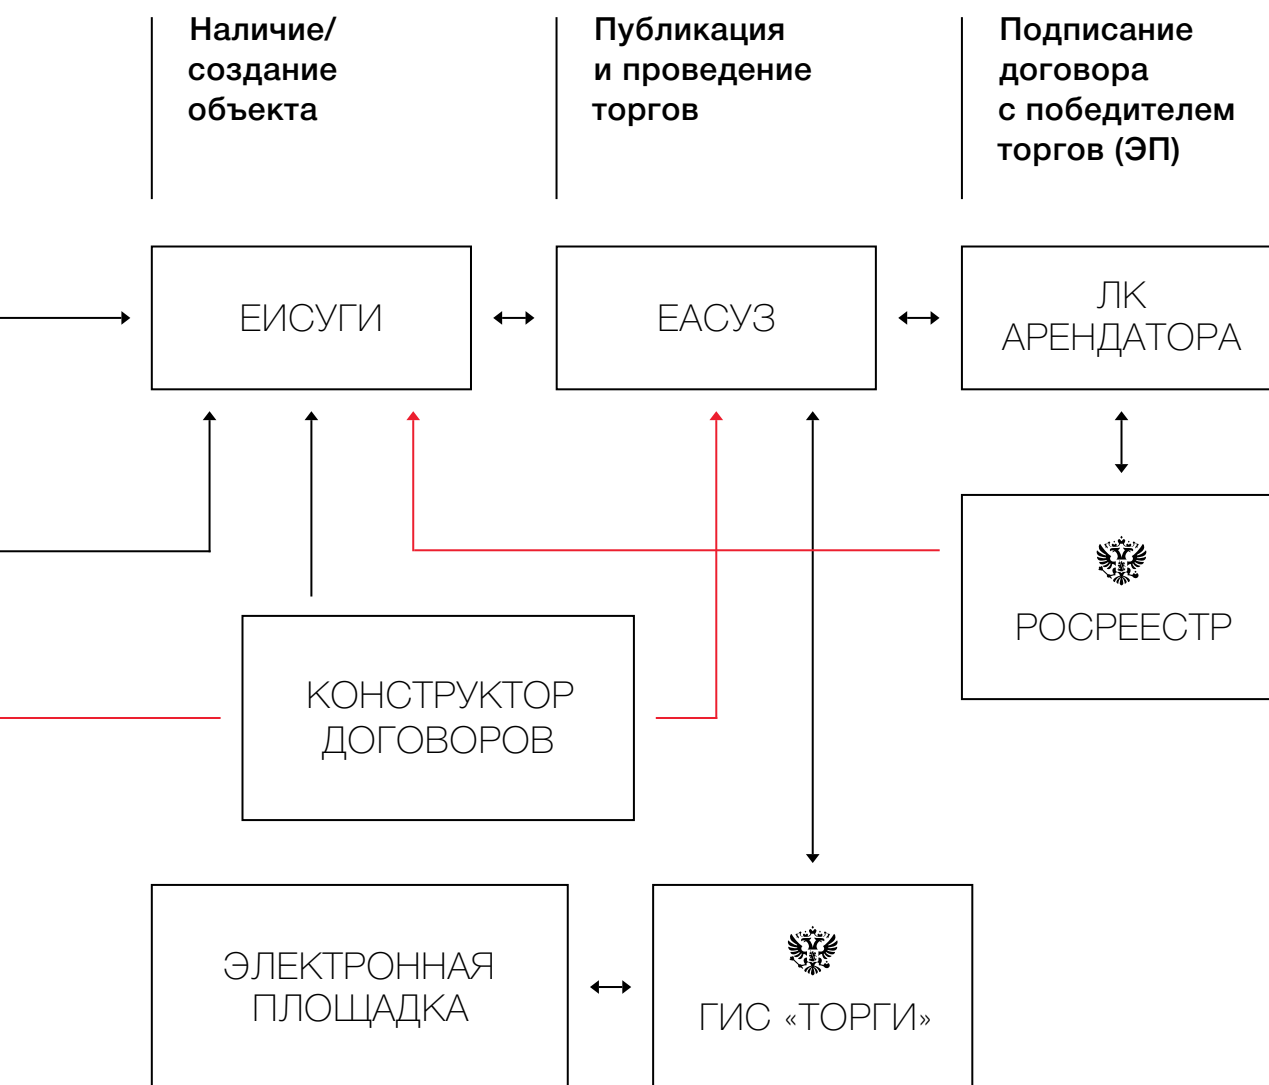 Наличие/
создание
объекта
Публикация
и проведение
торгов
Подписание
договора
с победителем
торгов (ЭП)
ЕИСУГИ
ЕАСУЗ
ЛК
АРЕНДАТОРА
РОСРЕЕСТР
КОНСТРУКТОР
ДОГОВОРОВ
ЭЛЕКТРОННАЯ
ПЛОЩАДКА
ГИС «ТОРГИ»